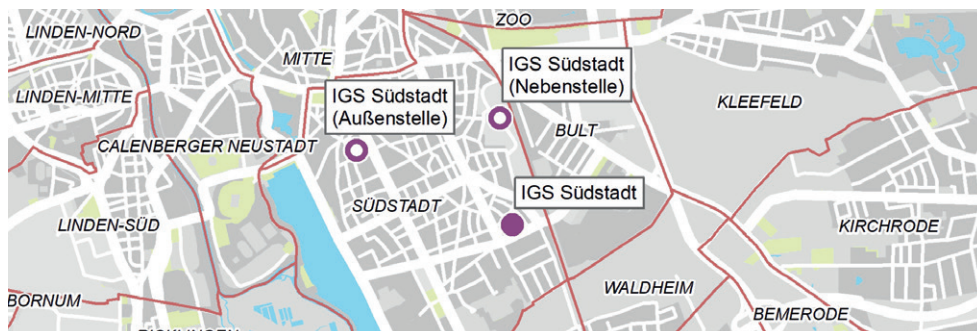 ZOO
LINDEN-NORD
MITTE
IGS Südstadt
(Nebenstelle)
LINDEN-MITTE
IGS Südstadt
(Außenstelle)
KLEEFELD
BULT
CALENBERGER NEUSTADT
IGS Südstadt
SÜDSTADT
LINDEN-SÜD
KIRCHRODE
WALDHEIM
BORNUM
BEMERODE
RICKLINGEN